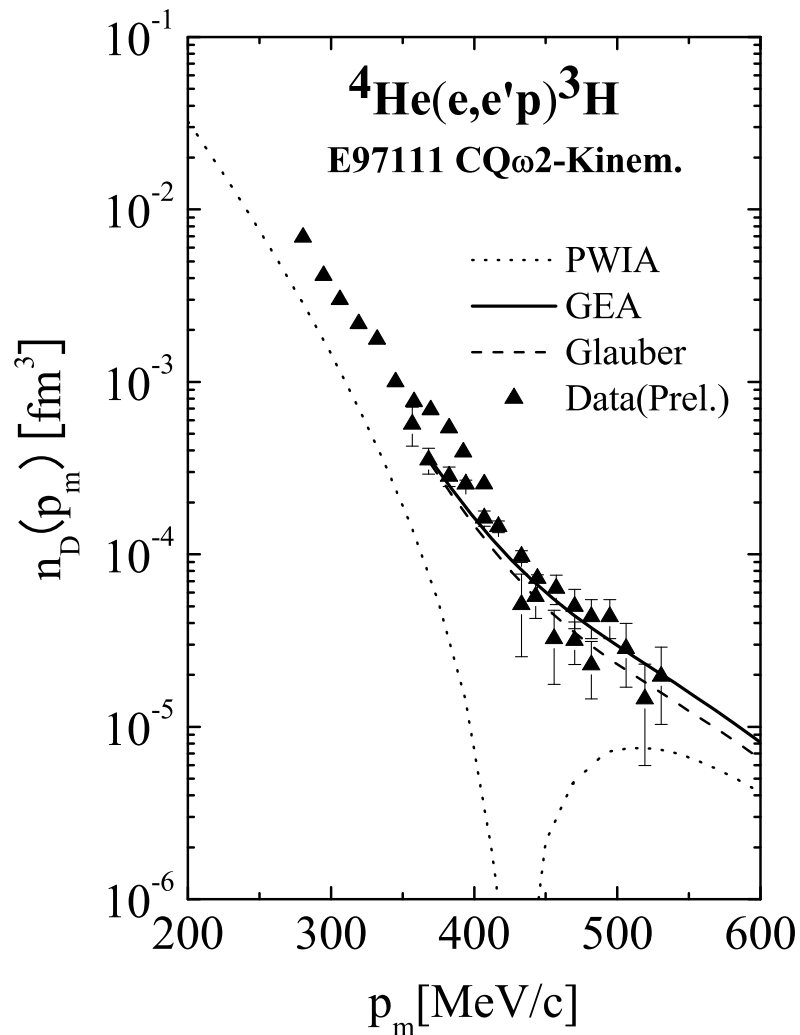 ⁴He(e,e'p)³H
E97111 CQω2-Kinem.
PWIA
GEA
Glauber
Data(Prel.)
n_D(p_m) [fm³]
10⁻¹
10⁻²
10⁻³
10⁻⁴
10⁻⁵
10⁻⁶
200 300 400 500 600
p_m[MeV/c]